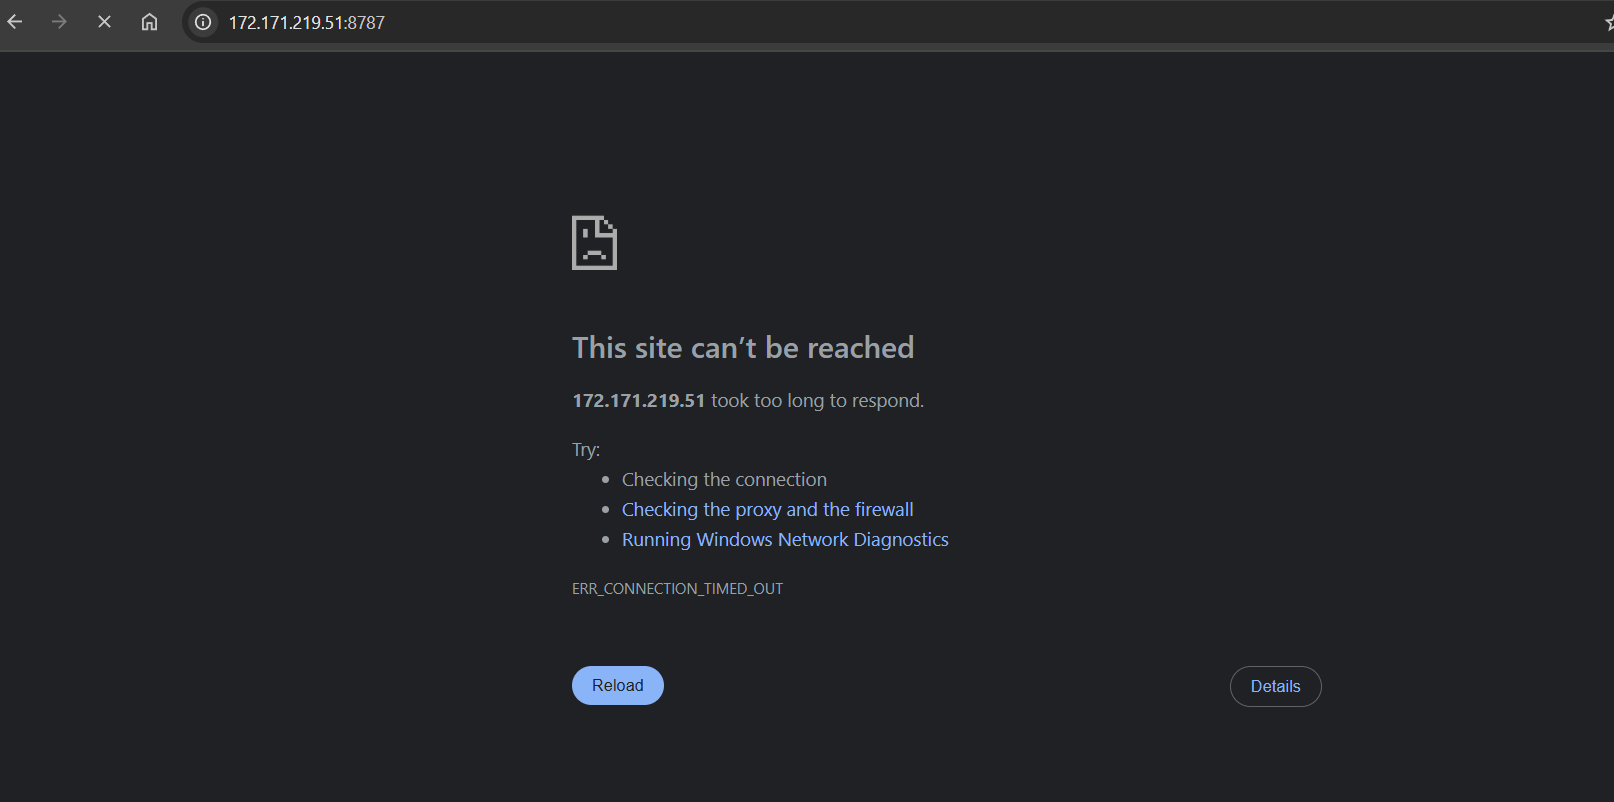 172.171.219.51:8787
This site can’t be reached
172.171.219.51 took too long to respond.
Try:
Checking the connection
Checking the proxy and the firewall
Running Windows Network Diagnostics
ERR_CONNECTION_TIMED_OUT
Reload
Details